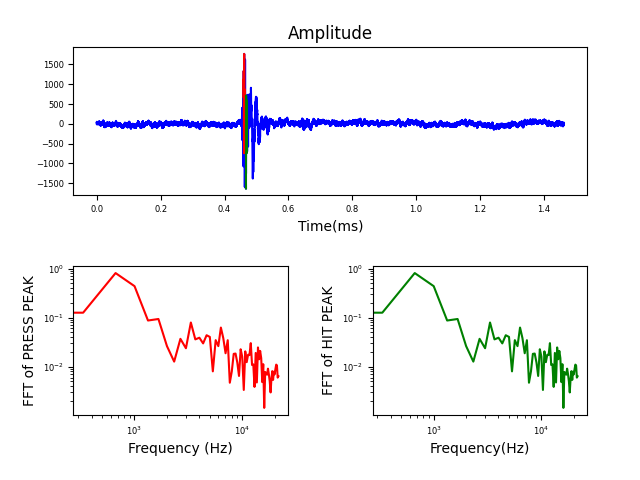 Amplitude
1500
1000
500
0
−500
−1000
−1500
0.0 0.2 0.4 0.6 0.8 1.0 1.2 1.4
Time(ms)
FFT of PRESS PEAK
10⁰
10⁻¹
10⁻²
10³ 10⁴
Frequency (Hz)
FFT of HIT PEAK
10⁰
10⁻¹
10⁻²
10³ 10⁴
Frequency(Hz)